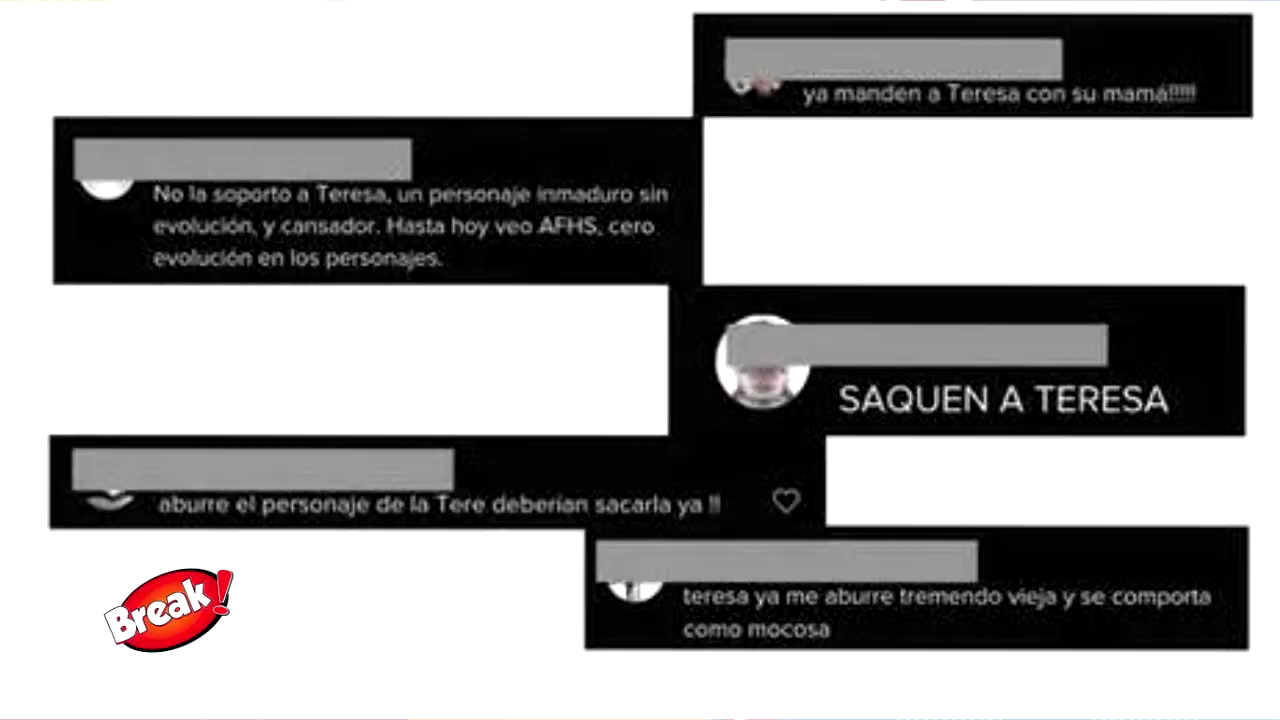 ya manden a Teresa con su mamá!!!!!
No la soporto a Teresa, un personaje inmaduro sin
evolución, y cansador. Hasta hoy veo AFHS, cero
evolución en los personajes.
SAQUEN A TERESA
aburre el personaje de la Tere deberian sacarla ya !!
Break!
teresa ya me aburre tremendo vieja y se comporta
como mocosa